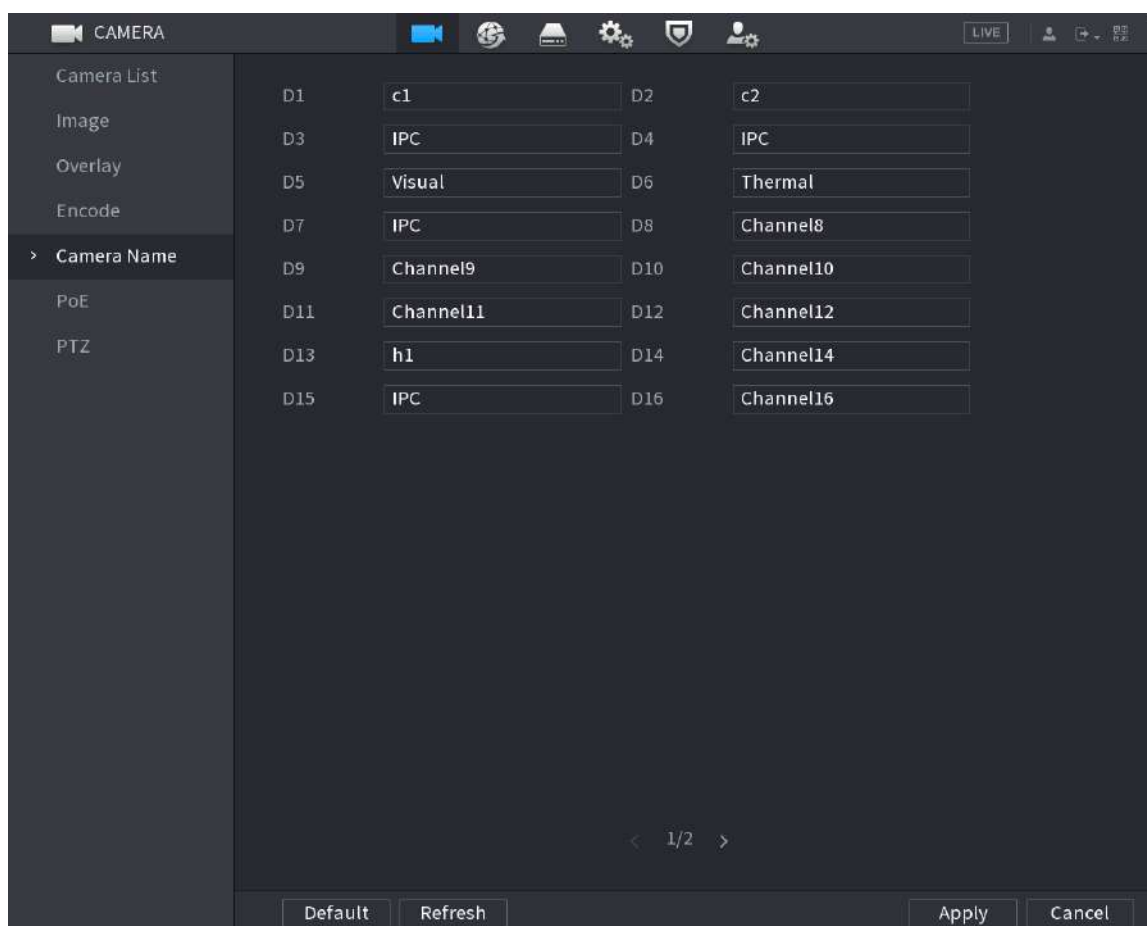 CAMERA
LIVE
Camera List
Image
Overlay
Encode
> Camera Name
PoE
PTZ
D1 c1 D2 c2
D3 IPC D4 IPC
D5 Visual D6 Thermal
D7 IPC D8 Channel8
D9 Channel9 D10 Channel10
D11 Channel11 D12 Channel12
D13 h1 D14 Channel14
D15 IPC D16 Channel16
< 1/2 >
Default Refresh Apply Cancel